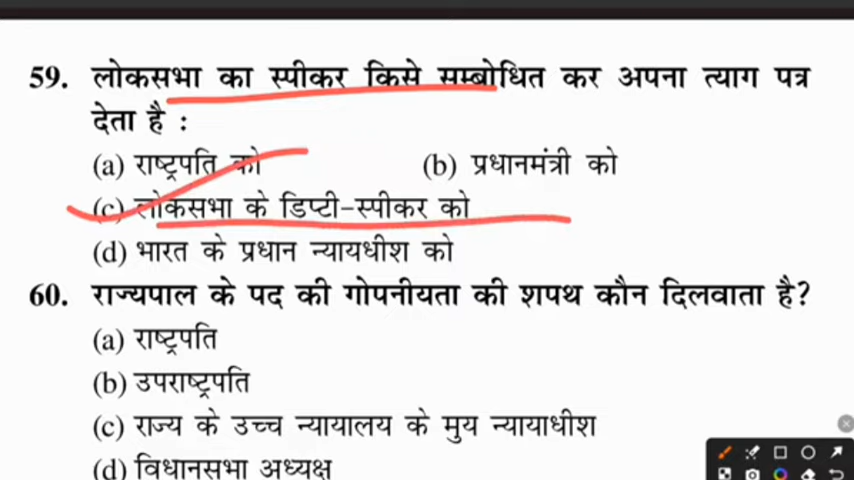 59. लोकसभा का स्पीकर किसे सम्बोधित कर अपना त्याग पत्र
देता है :
(a) राष्ट्रपति को (b) प्रधानमंत्री को
(c) लोकसभा के डिप्टी-स्पीकर को
(d) भारत के प्रधान न्यायधीश को
60. राज्यपाल के पद की गोपनीयता की शपथ कौन दिलवाता है?
(a) राष्ट्रपति
(b) उपराष्ट्रपति
(c) राज्य के उच्च न्यायालय के मुय न्यायाधीश
(d) विधानसभा अध्यक्ष